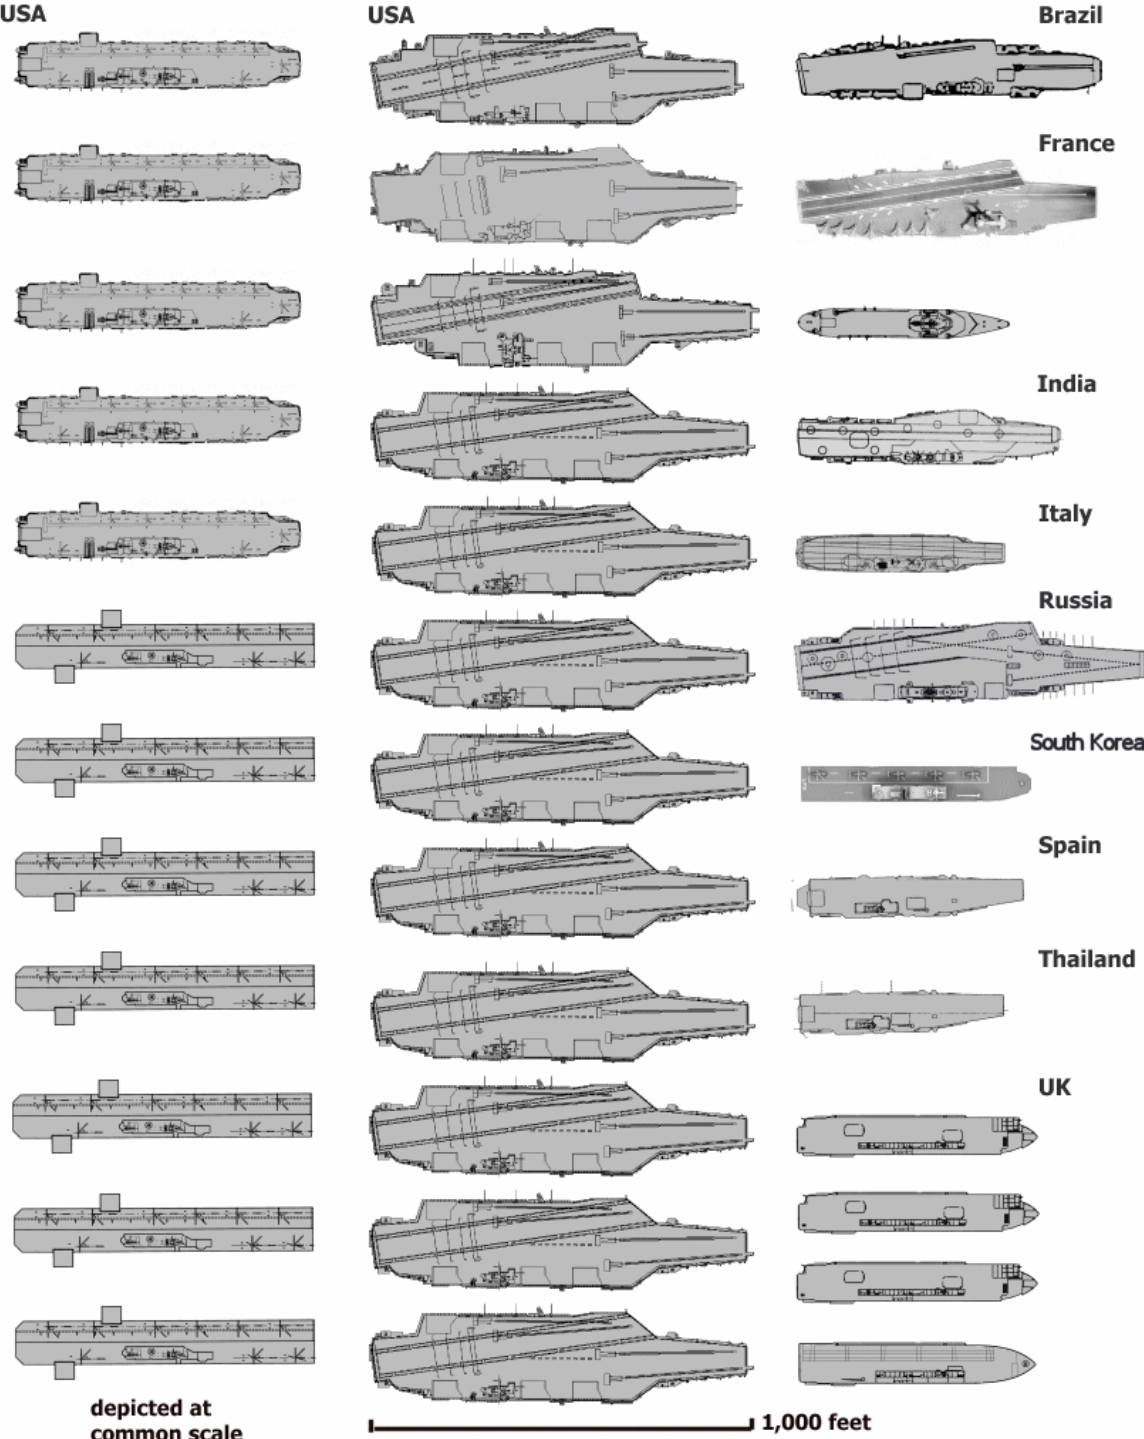 USA
USA
Brazil
France
India
Italy
Russia
South Korea
Spain
Thailand
UK
depicted at
common scale
1,000 feet